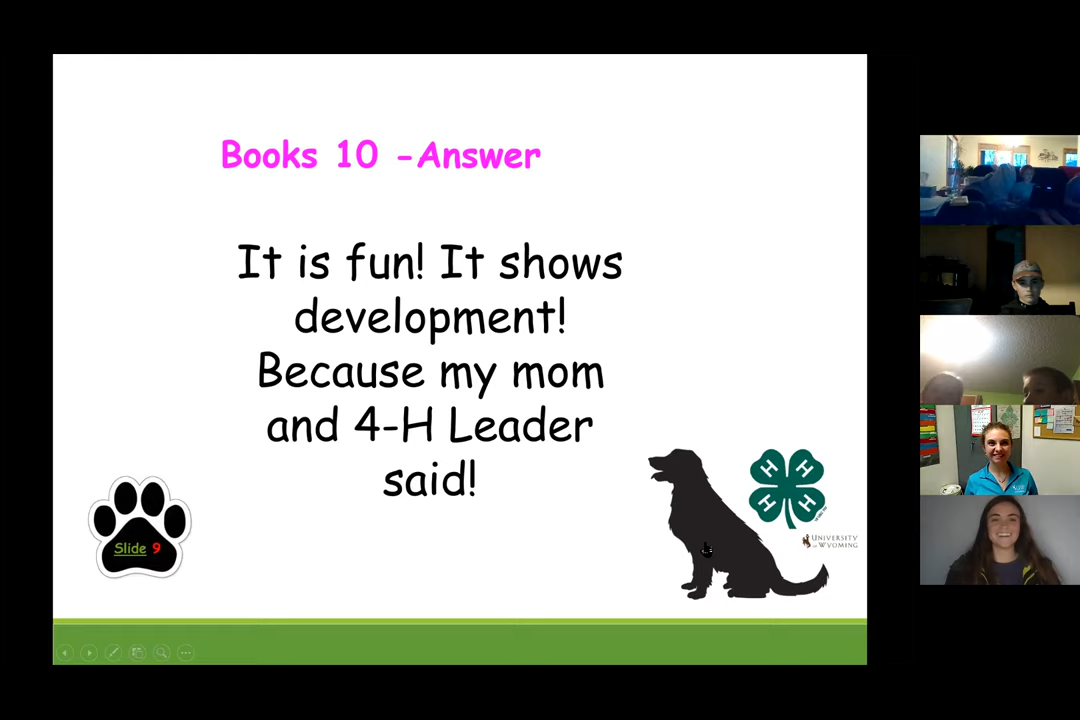 Books 10 -Answer
It is fun! It shows
development!
Because my mom
and 4-H Leader
said!
Slide 9
H H
H H
UNIVERSITY
OF WYOMING